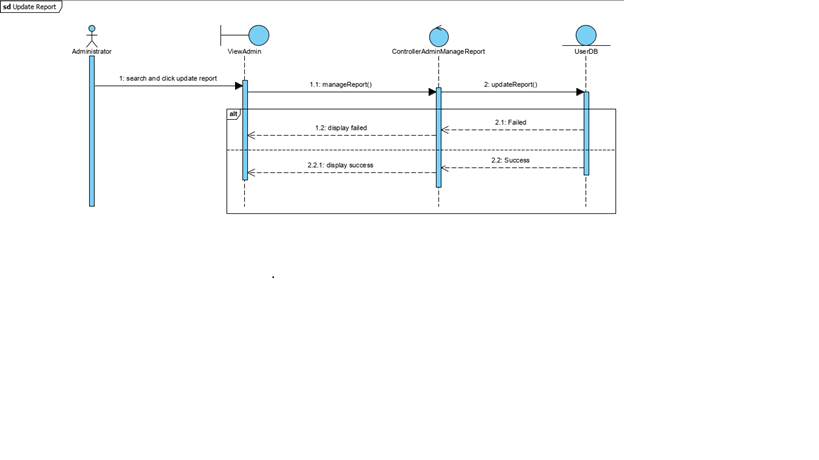 sd Update Report
Administrator
ViewAdmin
ControllerAdminManageReport
UserDB
1: search and click update report
1.1: manageReport()
2: updateReport()
alt
2.1: Failed
1.2: display failed
2.2: Success
2.2.1: display success